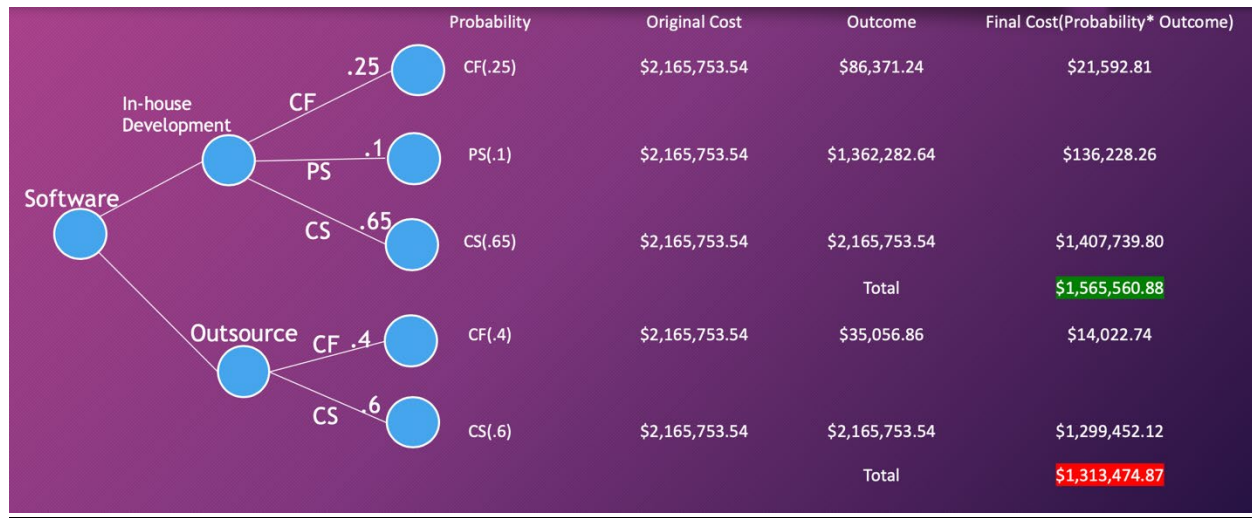 Probability Original Cost Outcome Final Cost(Probability* Outcome)
.25 CF(.25) $2,165,753.54 $86,371.24 $21,592.81
In-house
Development
CF
.1 PS(.1) $2,165,753.54 $1,362,282.64 $136,228.26
PS
Software
CS .65 CS(.65) $2,165,753.54 $2,165,753.54 $1,407,739.80
Total $1,565,560.88
Outsource CF .4 CF(.4) $2,165,753.54 $35,056.86 $14,022.74
CS .6 CS(.6) $2,165,753.54 $2,165,753.54 $1,299,452.12
Total $1,313,474.87